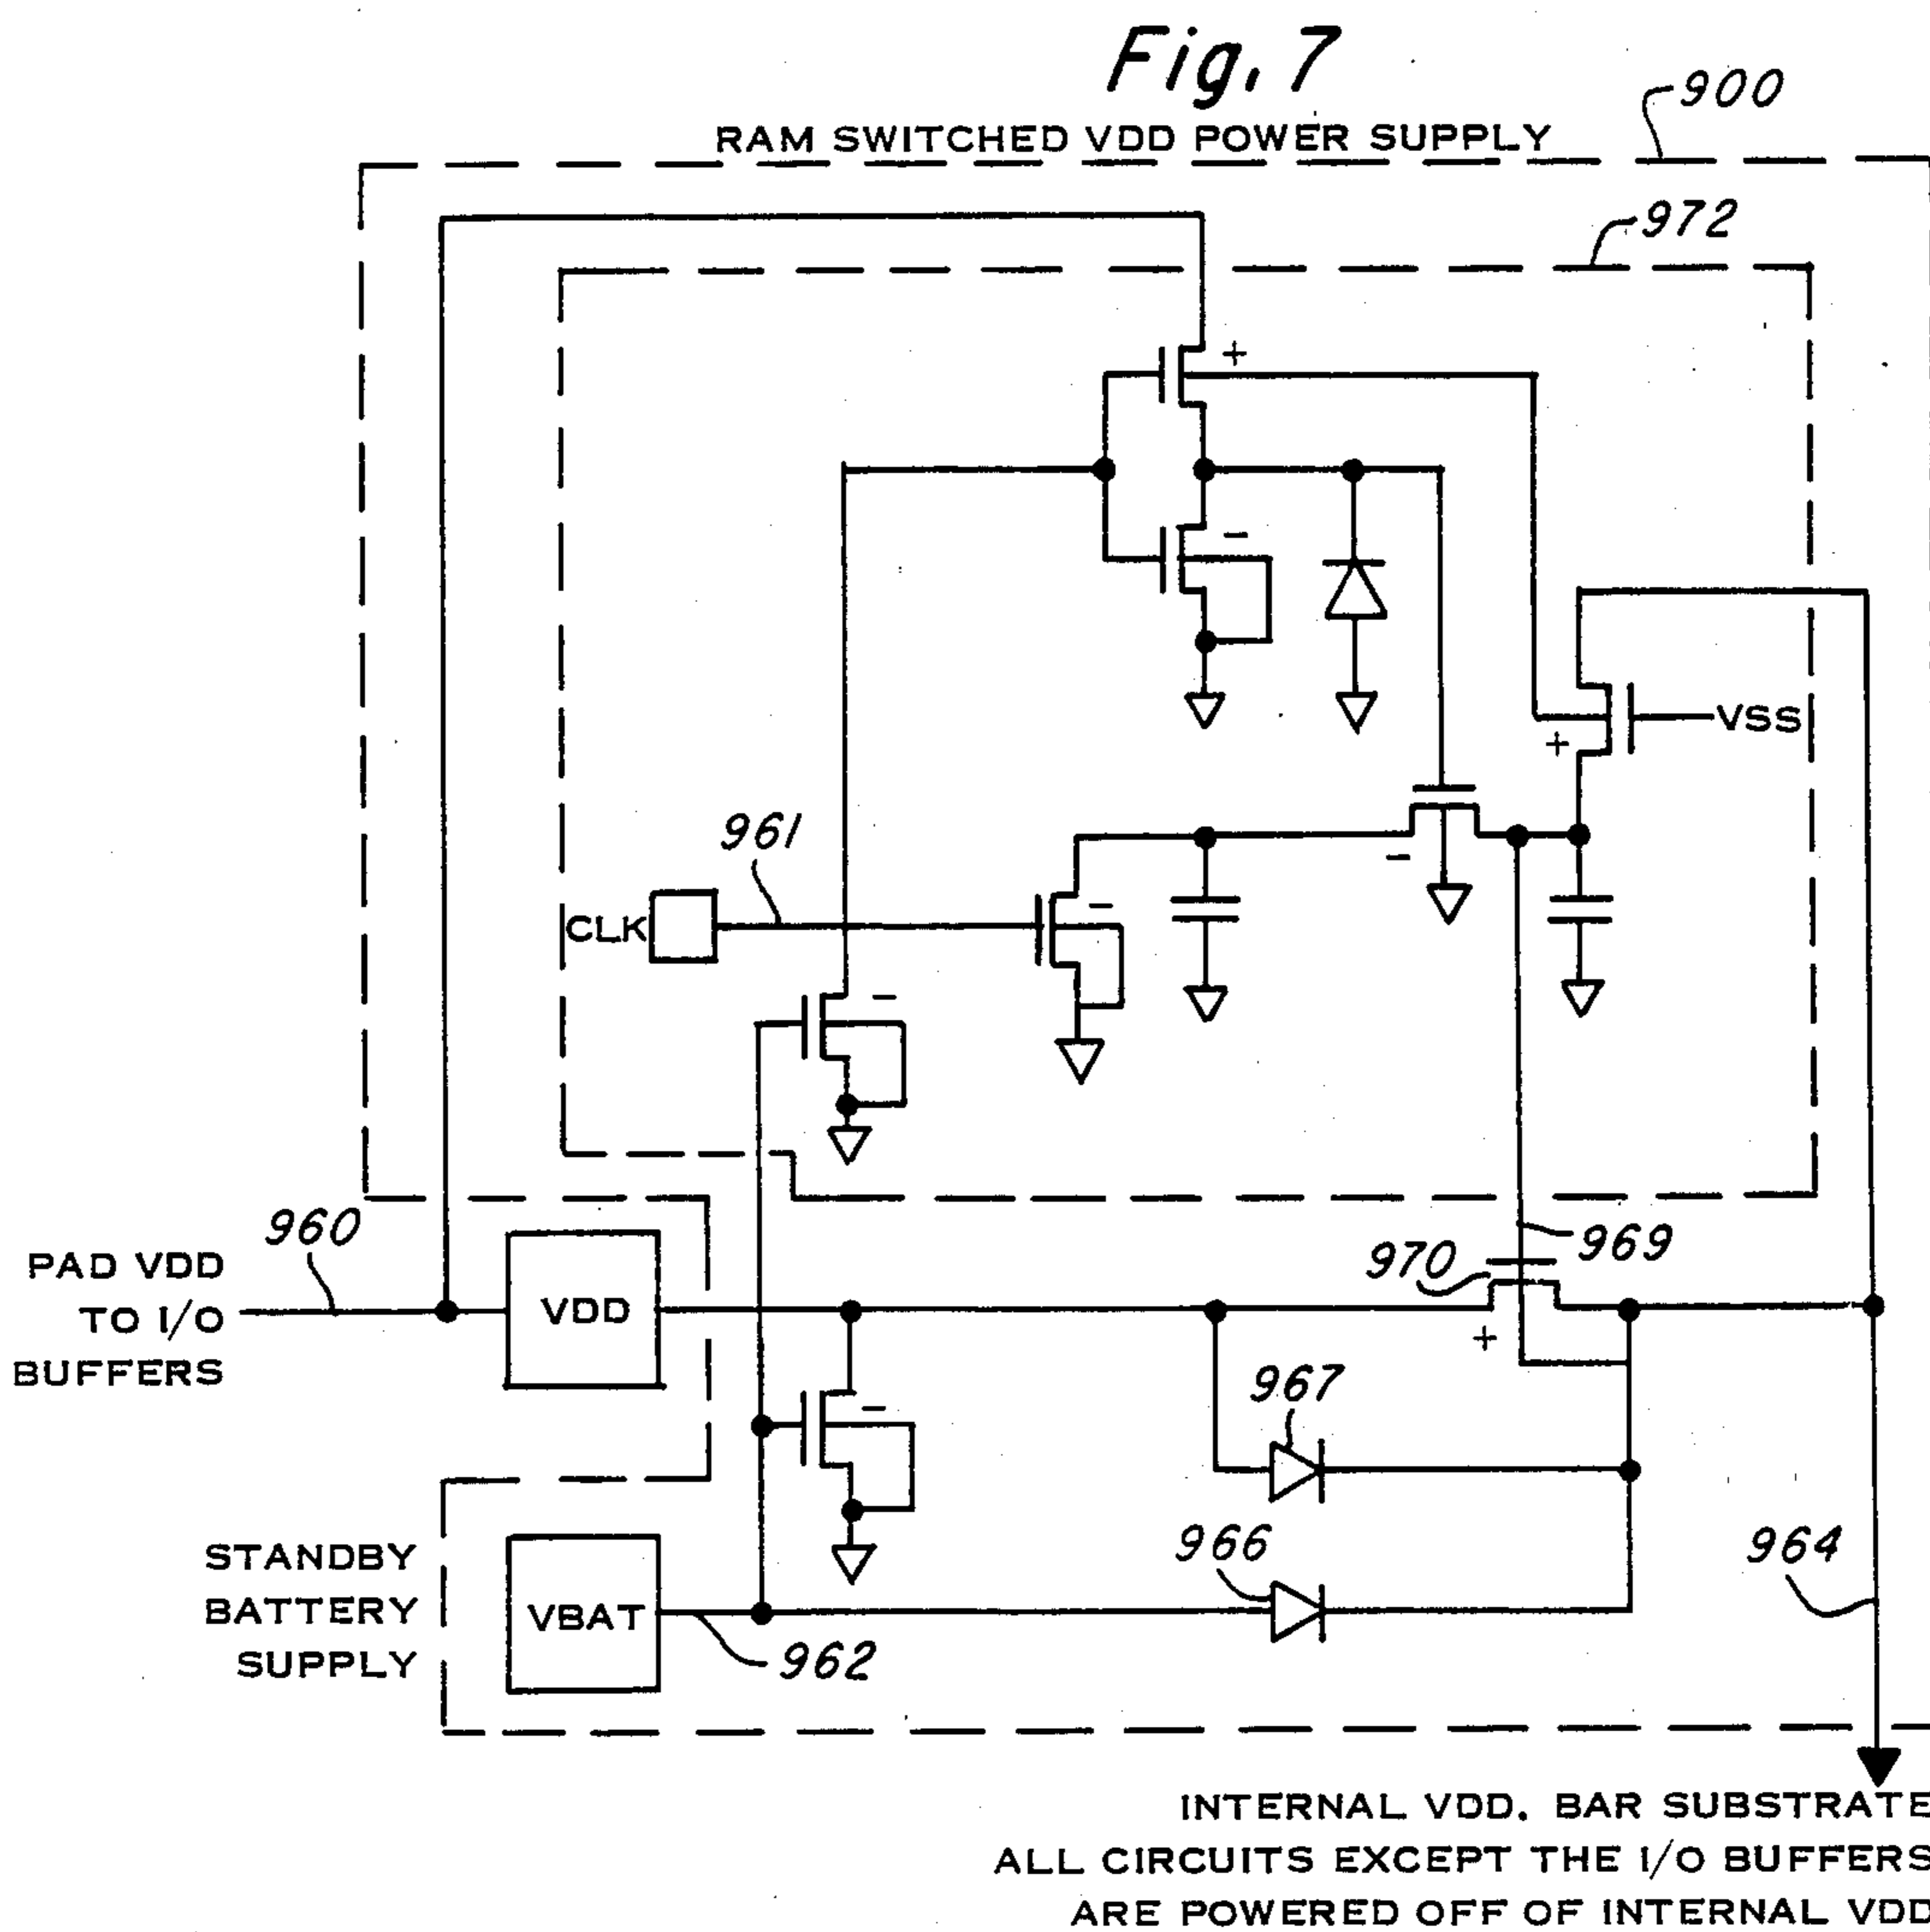 Fig. 7
RAM SWITCHED VDD POWER SUPPLY
900
972
+
-
VSS
+
961
-
-
CLK
-
960
969
970
PAD VDD
TO I/O
BUFFERS
VDD
+
967
-
966
964
STANDBY
BATTERY
SUPPLY
VBAT
962
INTERNAL VDD. BAR SUBSTRATE
ALL CIRCUITS EXCEPT THE I/O BUFFERS
ARE POWERED OFF OF INTERNAL VDD